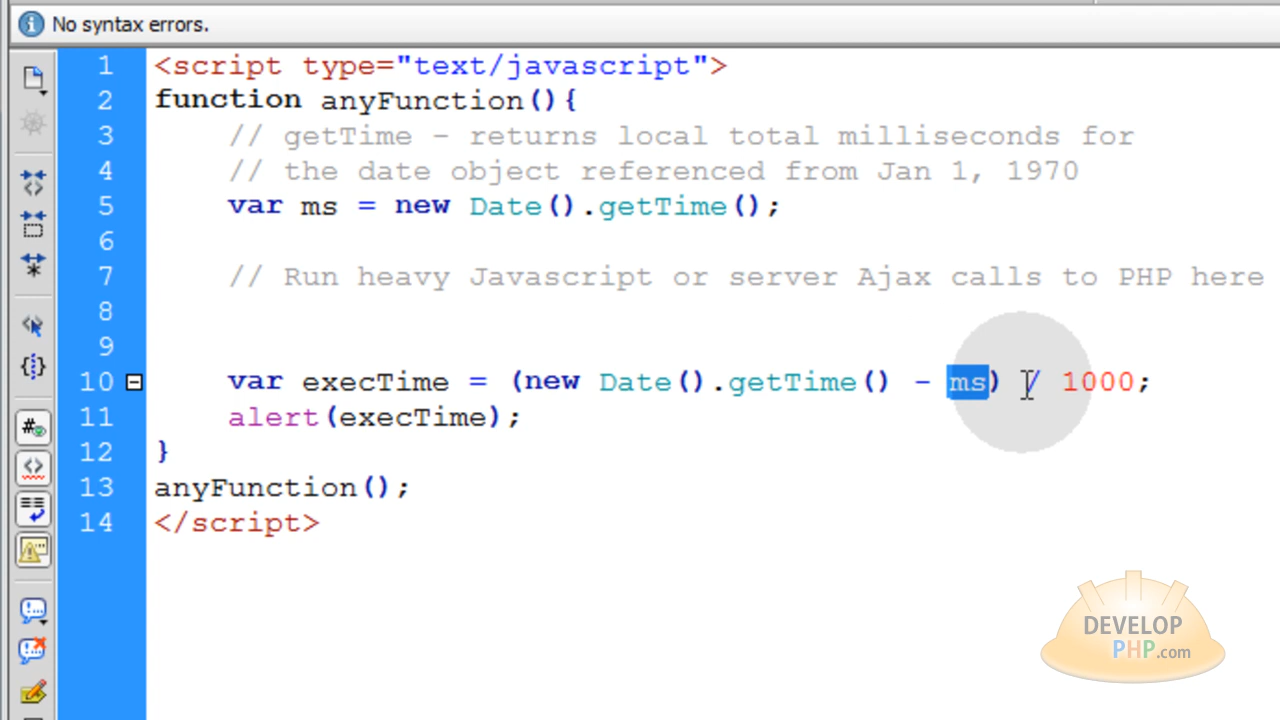 No syntax errors.
1 <script type="text/javascript">
2 function anyFunction(){
3 // getTime - returns local total milliseconds for
4 // the date object referenced from Jan 1, 1970
5 var ms = new Date().getTime();
6
7 // Run heavy Javascript or server Ajax calls to PHP here
8
9
10 var execTime = (new Date().getTime() - ms) / 1000;
11 alert(execTime);
12 }
13 anyFunction();
14 </script>
DEVELOP
PHP.com